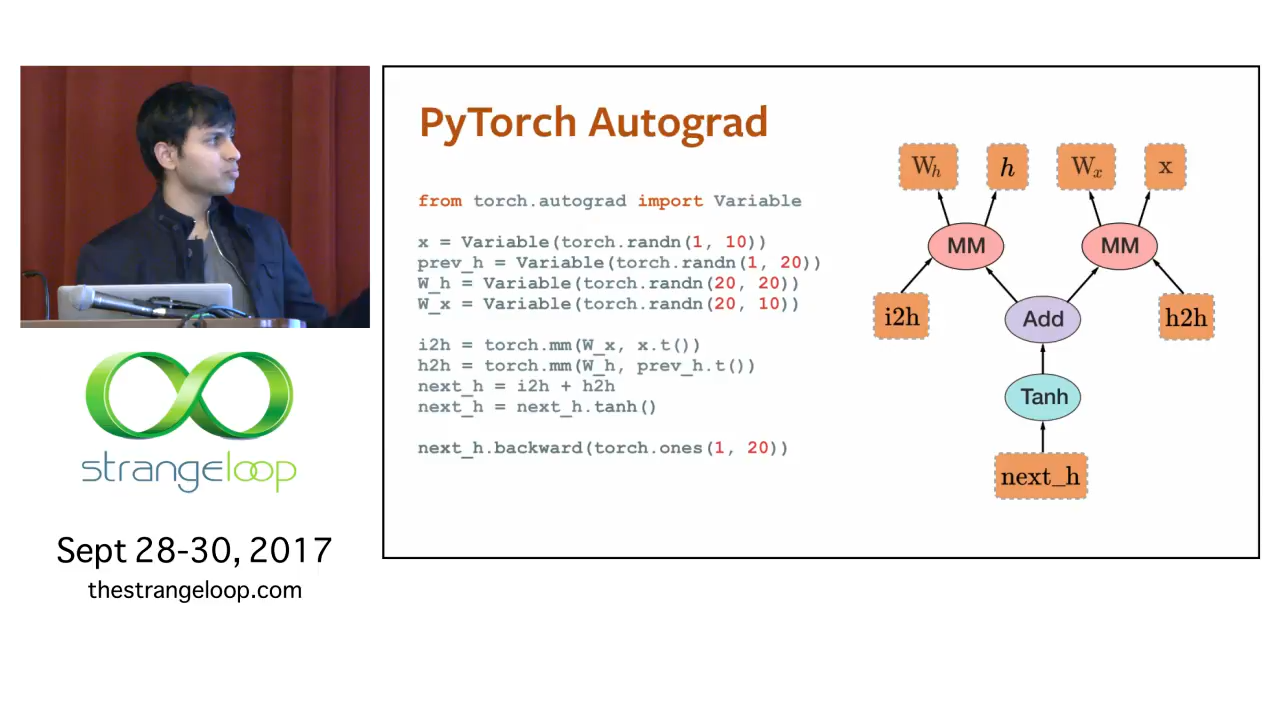 PyTorch Autograd
from torch.autograd import Variable
x = Variable(torch.randn(1, 10))
prev_h = Variable(torch.randn(1, 20))
W_h = Variable(torch.randn(20, 20))
W_x = Variable(torch.randn(20, 10))
i2h = torch.mm(W_x, x.t())
h2h = torch.mm(W_h, prev_h.t())
next_h = i2h + h2h
next_h = next_h.tanh()
next_h.backward(torch.ones(1, 20))
Wh h Wx x
MM MM
i2h Add h2h
Tanh
next_h
strangeloop
Sept 28-30, 2017
thestrangeloop.com